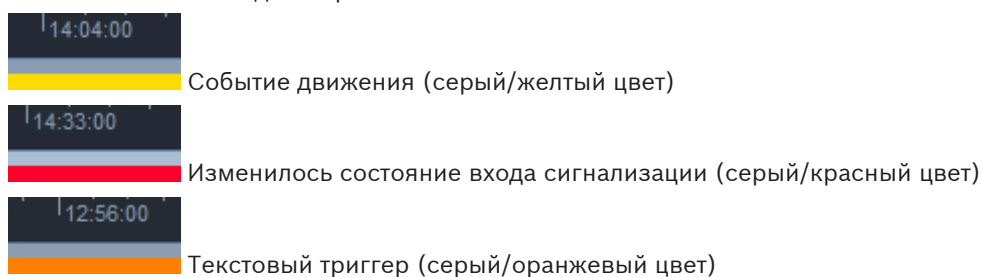 14:04:00
Событие движения (серый/желтый цвет)
14:33:00
Изменилось состояние входа сигнализации (серый/красный цвет)
12:56:00
Текстовый триггер (серый/оранжевый цвет)